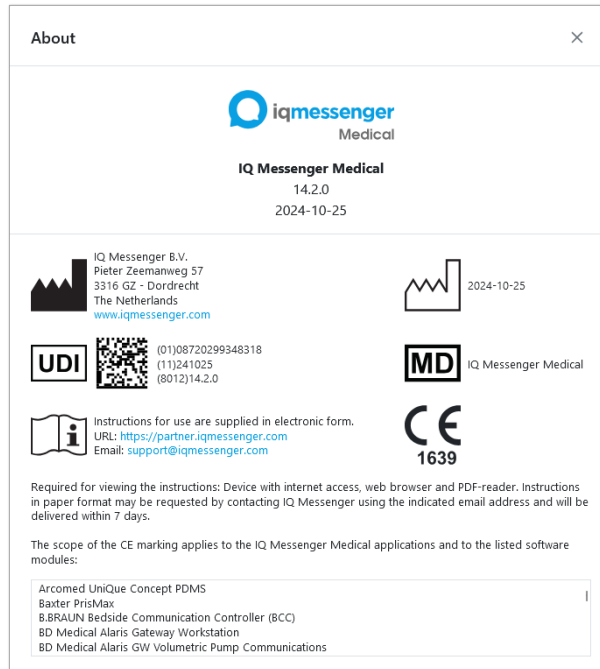 About
iqmessenger
Medical
IQ Messenger Medical
14.2.0
2024-10-25
IQ Messenger B.V.
Pieter Zeemanweg 57
3316 GZ - Dordrecht
The Netherlands
www.iqmessenger.com
2024-10-25
UDI
(01)08720299348318
(11)241025
(8012)14.2.0
MD
IQ Messenger Medical
i
Instructions for use are supplied in electronic form.
URL: https://partner.iqmessenger.com
Email: support@iqmessenger.com
CE
1639
Required for viewing the instructions: Device with internet access, web browser and PDF-reader. Instructions
in paper format may be requested by contacting IQ Messenger using the indicated email address and will be
delivered within 7 days.
The scope of the CE marking applies to the IQ Messenger Medical applications and to the listed software
modules:
Arcomed UniQue Concept PDMS
Baxter PrisMax
B.BRAUN Bedside Communication Controller (BCC)
BD Medical Alaris Gateway Workstation
BD Medical Alaris GW Volumetric Pump Communications